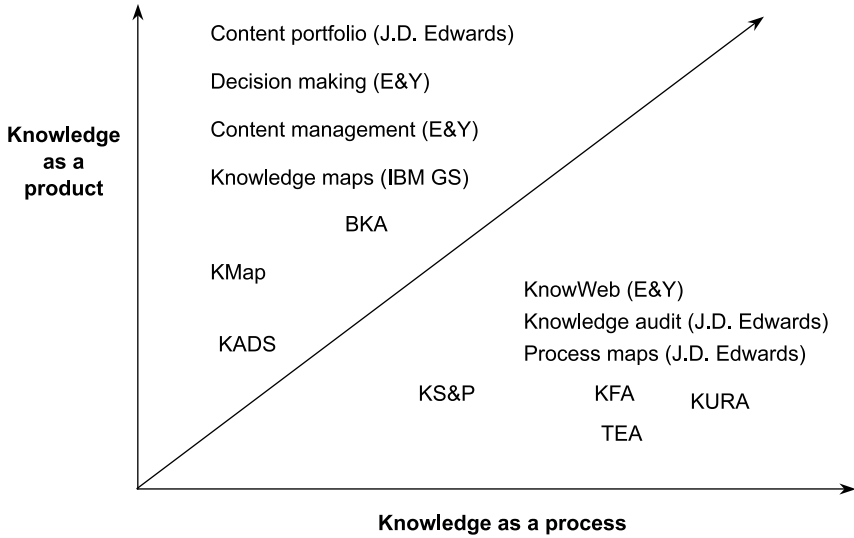 Content portfolio (J.D. Edwards)
Decision making (E&Y)
Content management (E&Y)
Knowledge
as a
product
Knowledge maps (IBM GS)
BKA
KMap
KnowWeb (E&Y)
Knowledge audit (J.D. Edwards)
KADS
Process maps (J.D. Edwards)
KS&P
KFA
KURA
TEA
Knowledge as a process